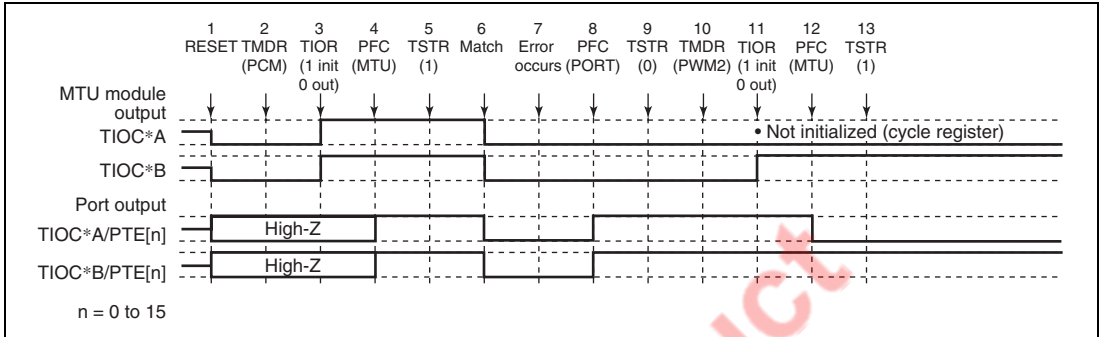 1 2 3 4 5 6 7 8 9 10 11 12 13
RESET TMDR TIOR PFC TSTR Match Error PFC TSTR TMDR TIOR PFC TSTR
(PCM) (1 init (MTU) (1) occurs (PORT) (0) (PWM2) (1 init (MTU) (1)
0 out) 0 out)
MTU module
output
TIOC*A
• Not initialized (cycle register)
TIOC*B
Port output
TIOC*A/PTE[n]
High-Z
TIOC*B/PTE[n]
High-Z
n = 0 to 15